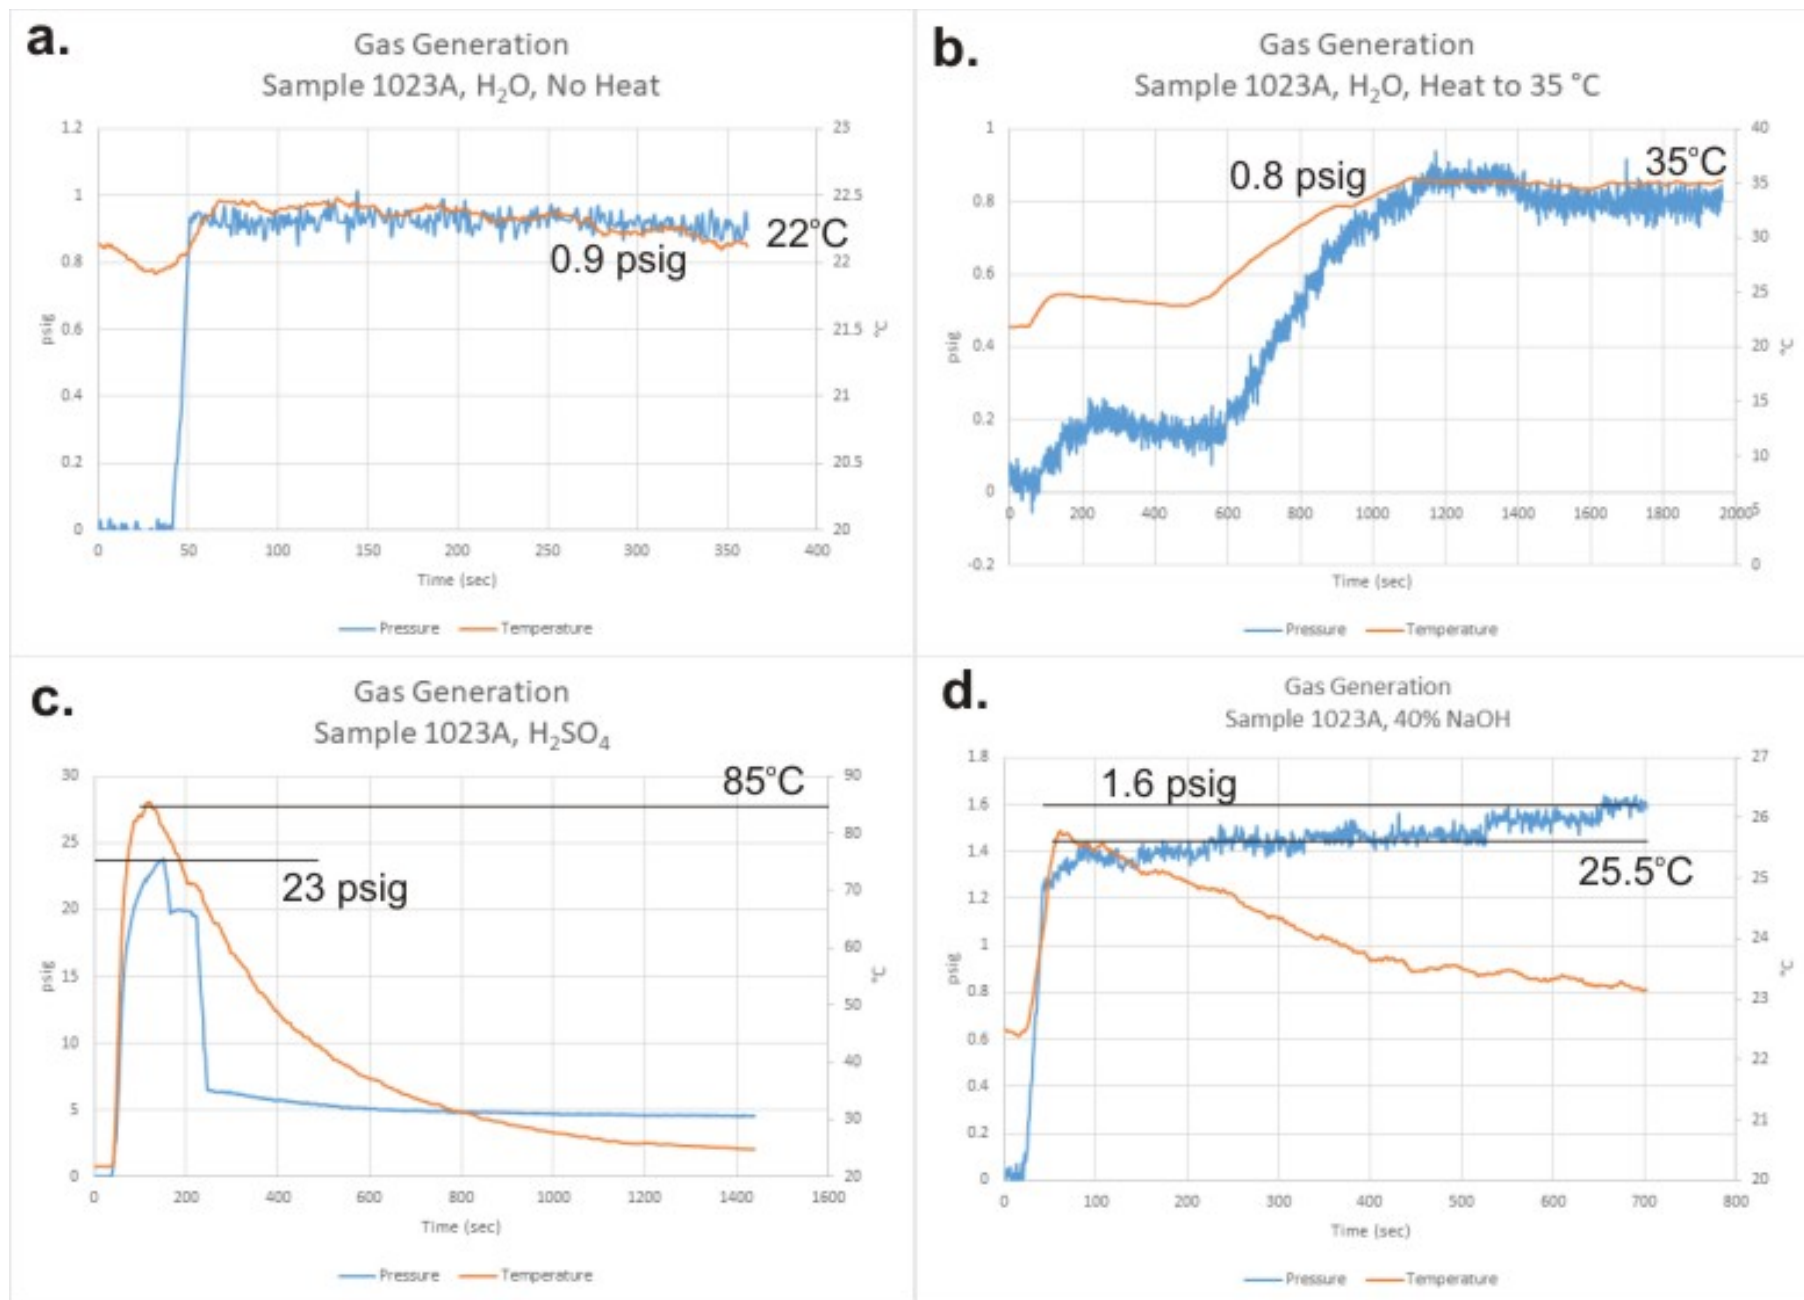 a.
Gas Generation
Sample 1023A, H₂O, No Heat
1.2
1
0.8
0.6
0.4
0.2
0
psig
23
22.5
22
21.5
21
20.5
20
°C
22°C
0.9 psig
0 50 100 150 200 250 300 350 400
Time (sec)
Pressure Temperature
b.
Gas Generation
Sample 1023A, H₂O, Heat to 35 °C
1
0.8
0.6
0.4
0.2
0
-0.2
psig
40
35
30
25
20
15
10
5
0
°C
0.8 psig
35°C
0 200 400 600 800 1000 1200 1400 1600 1800 2000
Time (sec)
Pressure Temperature
c.
Gas Generation
Sample 1023A, H₂SO₄
30
25
20
15
10
5
0
psig
90
80
70
60
50
40
30
20
°C
85°C
23 psig
0 200 400 600 800 1000 1200 1400 1600
Time (sec)
Pressure Temperature
d.
Gas Generation
Sample 1023A, 40% NaOH
1.8
1.6
1.4
1.2
1
0.8
0.6
0.4
0.2
0
psig
27
26
25
24
23
22
21
20
°C
1.6 psig
25.5°C
0 100 200 300 400 500 600 700 800
Time (sec)
Pressure Temperature